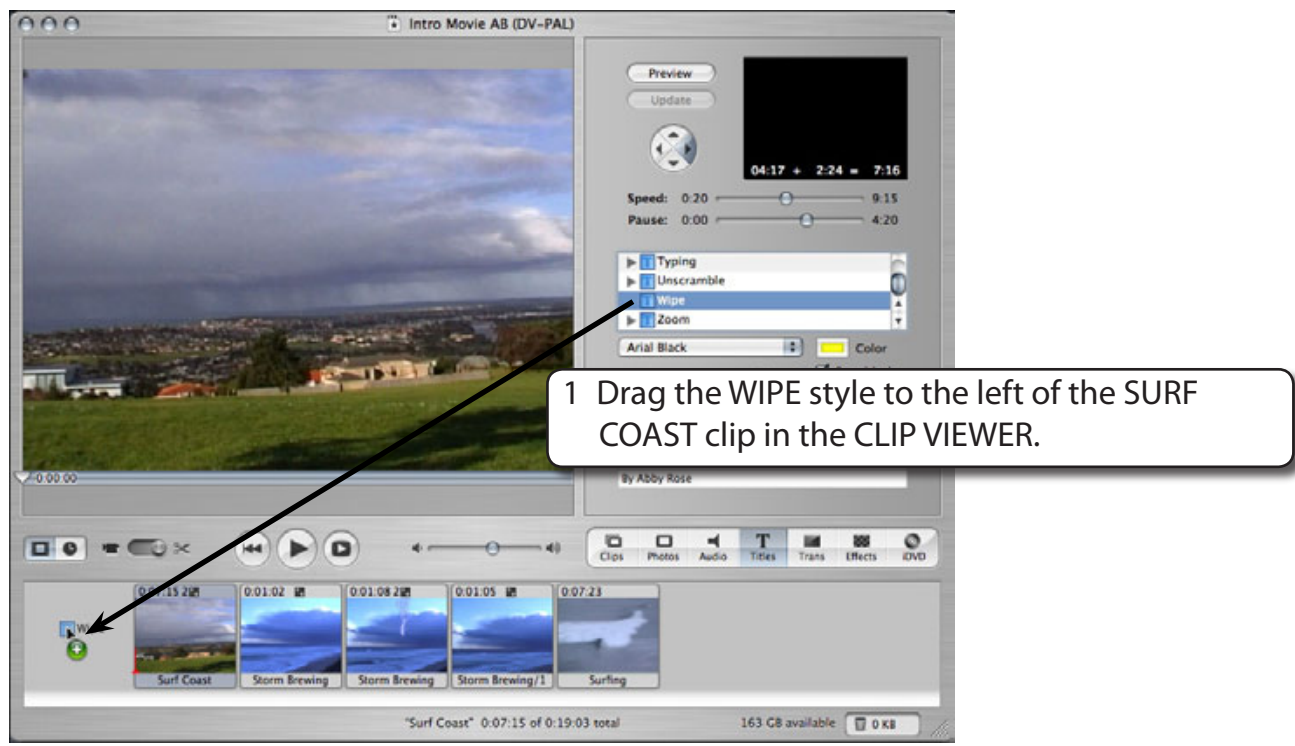 Intro Movie AB (DV-PAL)
Preview
Update
04:17 + 2:24 = 7:16
Speed: 0:20 9:15
Pause: 0:00 4:20
Typing
Unscramble
Wipe
Zoom
Arial Black Color
1 Drag the WIPE style to the left of the SURF
COAST clip in the CLIP VIEWER.
By Abby Rose
0:00:00
Clips Photos Audio Titles Trans Effects iDVD
0:01:02 0:01:08 2 0:01:05 0:07:23
Surf Coast Storm Brewing Storm Brewing Storm Brewing/1 Surfing
"Surf Coast" 0:07:15 of 0:19:03 total 163 GB available 0 KB